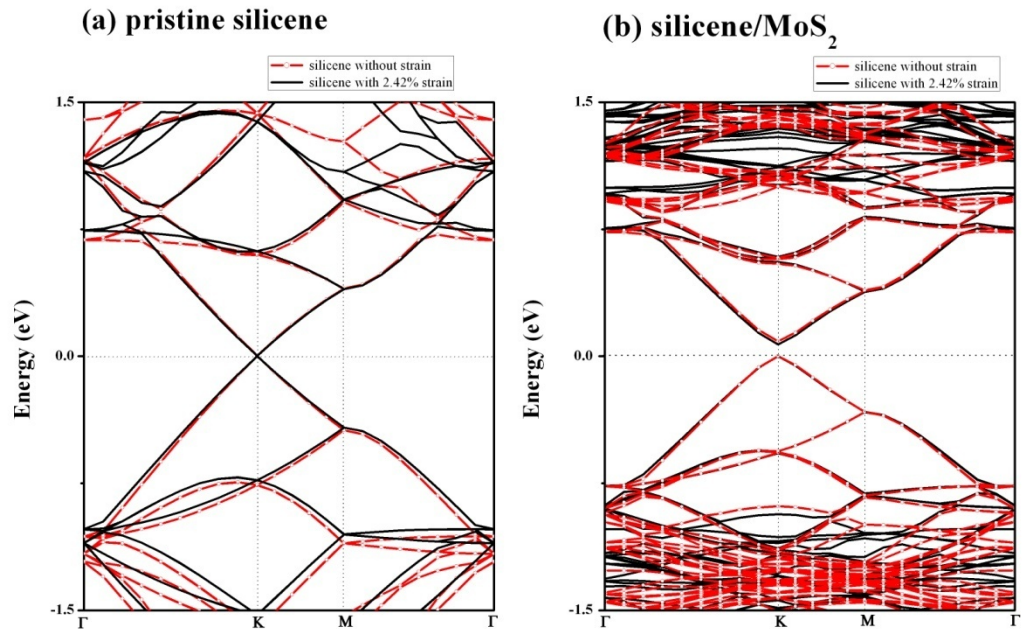 (a) pristine silicene
silicene without strain
silicene with 2.42% strain
Energy (eV)
1.5
0.0
-1.5
Γ K M Γ
(b) silicene/MoS₂
silicene without strain
silicene with 2.42% strain
Energy (eV)
1.5
0.0
-1.5
Γ K M Γ